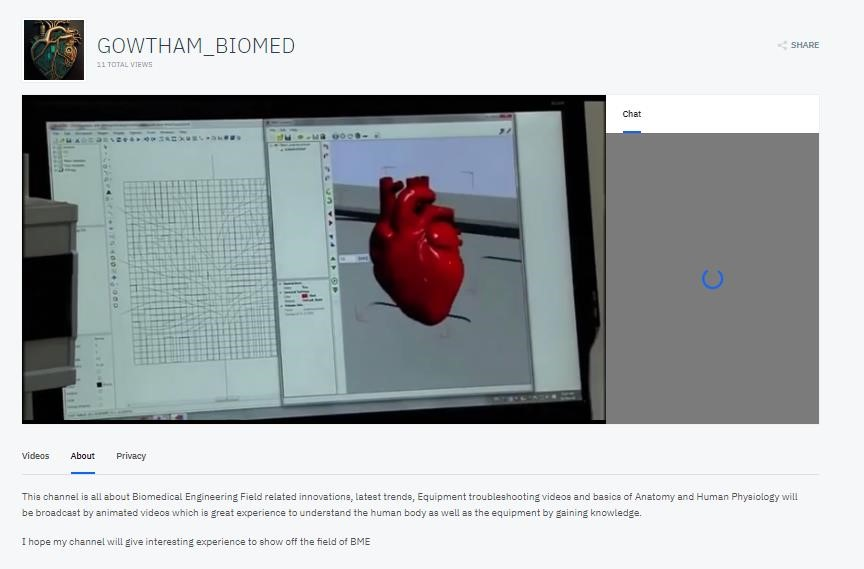 GOWTHAM_BIOMED
11 TOTAL VIEWS
SHARE
Chat
Videos About Privacy
This channel is all about Biomedical Engineering Field related innovations, latest trends, Equipment troubleshooting videos and basics of Anatomy and Human Physiology will
be broadcast by animated videos which is great experience to understand the human body as well as the equipment by gaining knowledge.
I hope my channel will give interesting experience to show off the field of BME